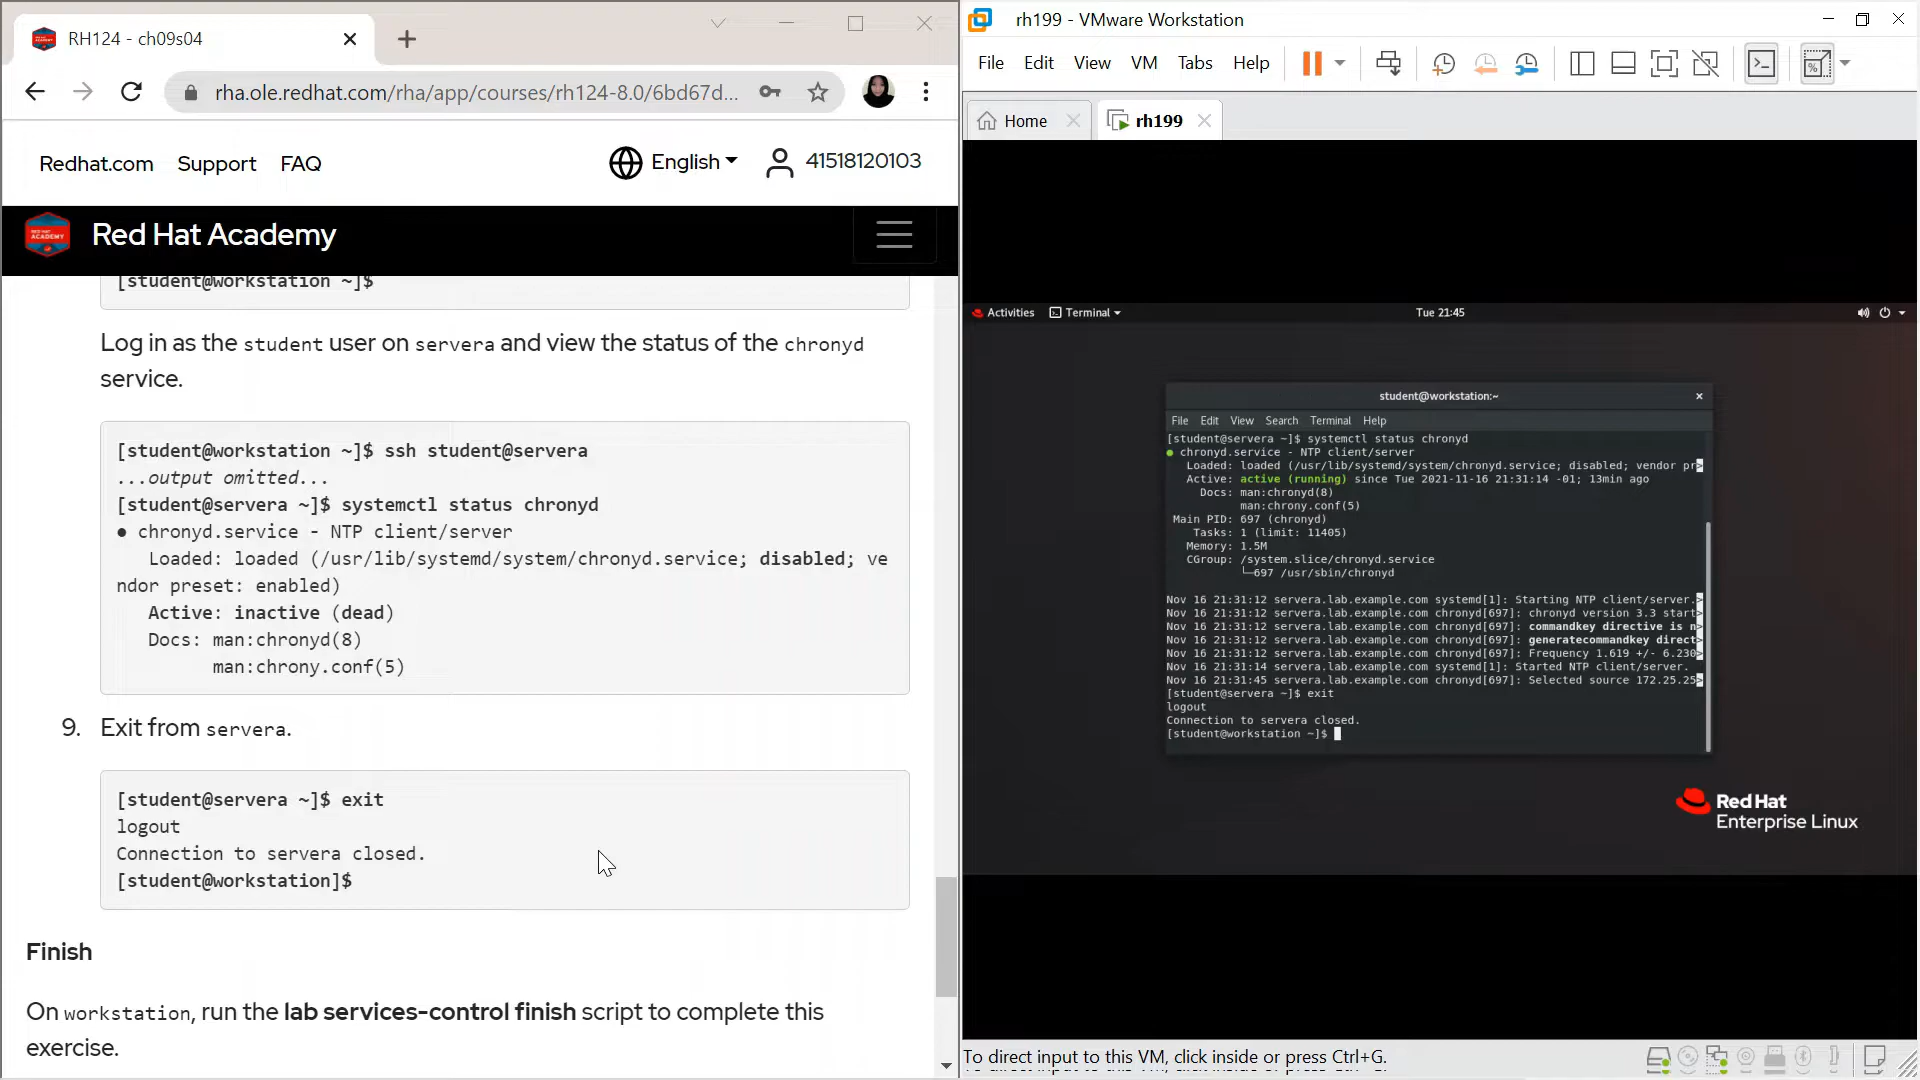 RH124 - ch09s04
rha.ole.redhat.com/rha/app/courses/rh124-8.0/6bd67d...
Redhat.com Support FAQ English 41518120103
RED HAT ACADEMY
Red Hat Academy
[student@workstation ~]$
Log in as the student user on servera and view the status of the chronyd
service.
[student@workstation ~]$ ssh student@servera
...output omitted...
[student@servera ~]$ systemctl status chronyd
● chronyd.service - NTP client/server
Loaded: loaded (/usr/lib/systemd/system/chronyd.service; disabled; ve
ndor preset: enabled)
Active: inactive (dead)
Docs: man:chronyd(8)
man:chrony.conf(5)
9. Exit from servera.
[student@servera ~]$ exit
logout
Connection to servera closed.
[student@workstation]$
Finish
On workstation, run the lab services-control finish script to complete this
exercise.
rh199 - VMware Workstation
File Edit View VM Tabs Help
Home rh199
Activities Terminal Tue 21:45
student@workstation:~
File Edit View Search Terminal Help
[student@servera ~]$ systemctl status chronyd
● chronyd.service - NTP client/server
Loaded: loaded (/usr/lib/systemd/system/chronyd.service; disabled; vendor pr>
Active: active (running) since Tue 2021-11-16 21:31:14 -01; 13min ago
Docs: man:chronyd(8)
man:chrony.conf(5)
Main PID: 697 (chronyd)
Tasks: 1 (limit: 11405)
Memory: 1.5M
CGroup: /system.slice/chronyd.service
└─697 /usr/sbin/chronyd
Nov 16 21:31:12 servera.lab.example.com systemd[1]: Starting NTP client/server.>
Nov 16 21:31:12 servera.lab.example.com chronyd[697]: chronyd version 3.3 start>
Nov 16 21:31:12 servera.lab.example.com chronyd[697]: commandkey directive is n>
Nov 16 21:31:12 servera.lab.example.com chronyd[697]: generatecommandkey direct>
Nov 16 21:31:12 servera.lab.example.com chronyd[697]: Frequency 1.619 +/- 6.230>
Nov 16 21:31:14 servera.lab.example.com systemd[1]: Started NTP client/server.
Nov 16 21:31:45 servera.lab.example.com chronyd[697]: Selected source 172.25.25>
[student@servera ~]$ exit
logout
Connection to servera closed.
[student@workstation ~]$
Red Hat
Enterprise Linux
To direct input to this VM, click inside or press Ctrl+G.